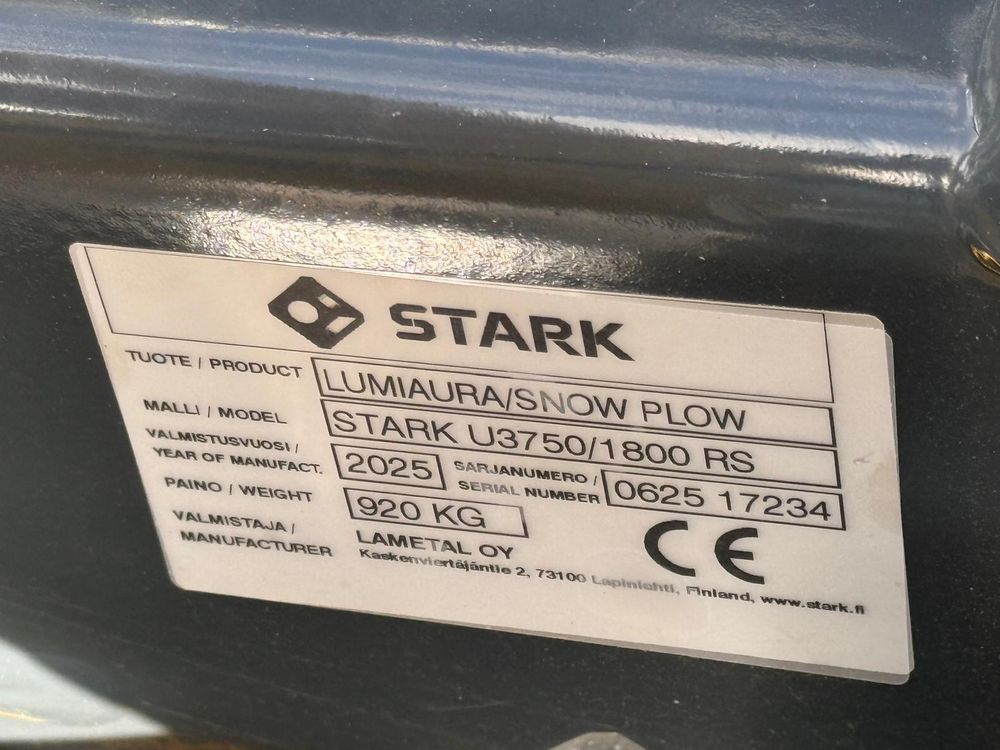 STARK
TUOTE / PRODUCT LUMIAURA/SNOW PLOW
MALLI / MODEL STARK U3750/1800 RS
VALMISTUSVUOSI /
YEAR OF MANUFACT. 2025 SARJANUMERO /
SERIAL NUMBER 0625 17234
PAINO / WEIGHT 920 KG
VALMISTAJA /
MANUFACTURER LAMETAL OY
Kaskenviertäjäntie 2, 73100 Lapinlahti, Finland, www.stark.fi
CE